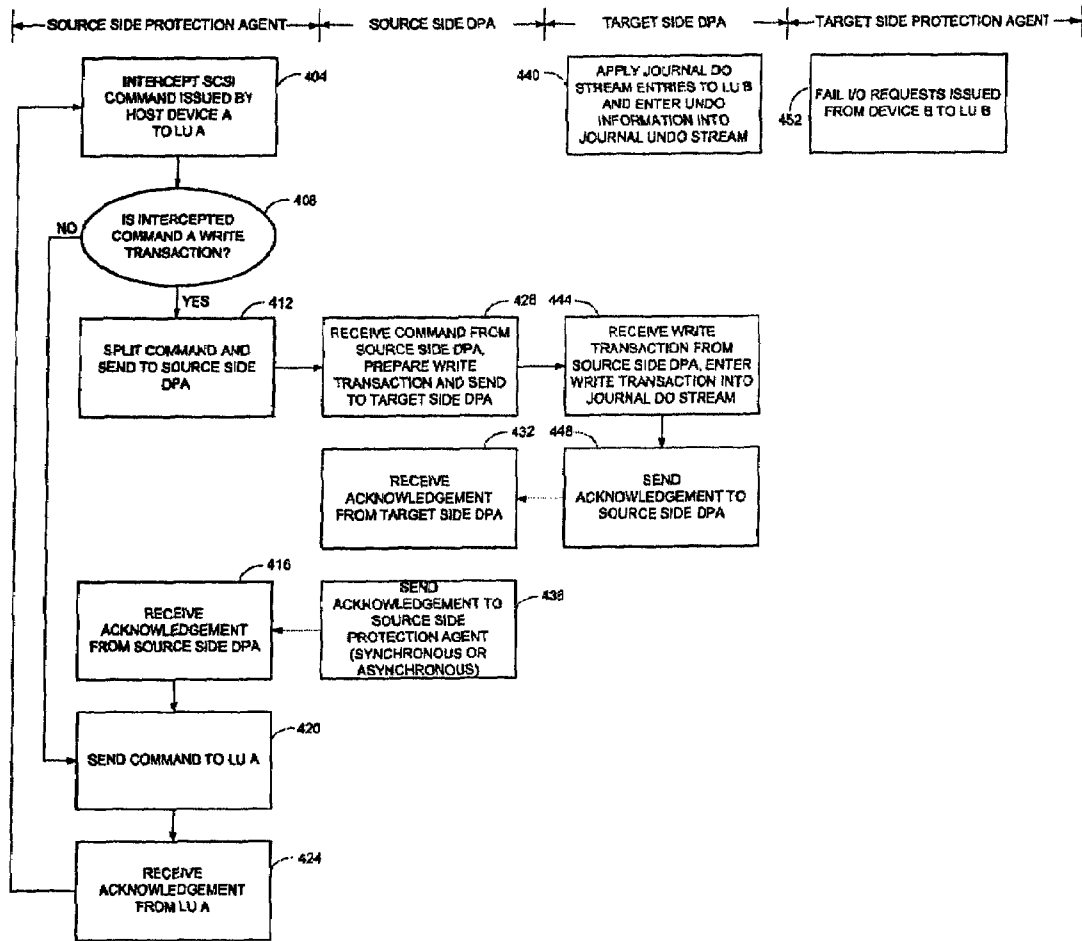 SOURCE SIDE PROTECTION AGENT
SOURCE SIDE DPA
TARGET SIDE DPA
TARGET SIDE PROTECTION AGENT
INTERCEPT SCSI
COMMAND ISSUED BY
HOST DEVICE A
TO LU A
404
440
APPLY JOURNAL DO
STREAM ENTRIES TO LU B
AND ENTER UNDO
INFORMATION INTO
JOURNAL UNDO STREAM
452
FAIL I/O REQUESTS ISSUED
FROM DEVICE B TO LU B
408
NO
IS INTERCEPTED
COMMAND A WRITE
TRANSACTION?
YES
412
SPLIT COMMAND AND
SEND TO SOURCE SIDE
DPA
428
RECEIVE COMMAND FROM
SOURCE SIDE DPA,
PREPARE WRITE
TRANSACTION AND SEND
TO TARGET SIDE DPA
444
RECEIVE WRITE
TRANSACTION FROM
SOURCE SIDE DPA, ENTER
WRITE TRANSACTION INTO
JOURNAL DO STREAM
432
RECEIVE
ACKNOWLEDGEMENT
FROM TARGET SIDE DPA
448
SEND
ACKNOWLEDGEMENT TO
SOURCE SIDE DPA
416
RECEIVE
ACKNOWLEDGEMENT
FROM SOURCE SIDE DPA
SEND
ACKNOWLEDGEMENT TO
SOURCE SIDE
PROTECTION AGENT
(SYNCHRONOUS OR
ASYNCHRONOUS)
436
420
SEND COMMAND TO LU A
424
RECEIVE
ACKNOWLEDGEMENT
FROM LU A